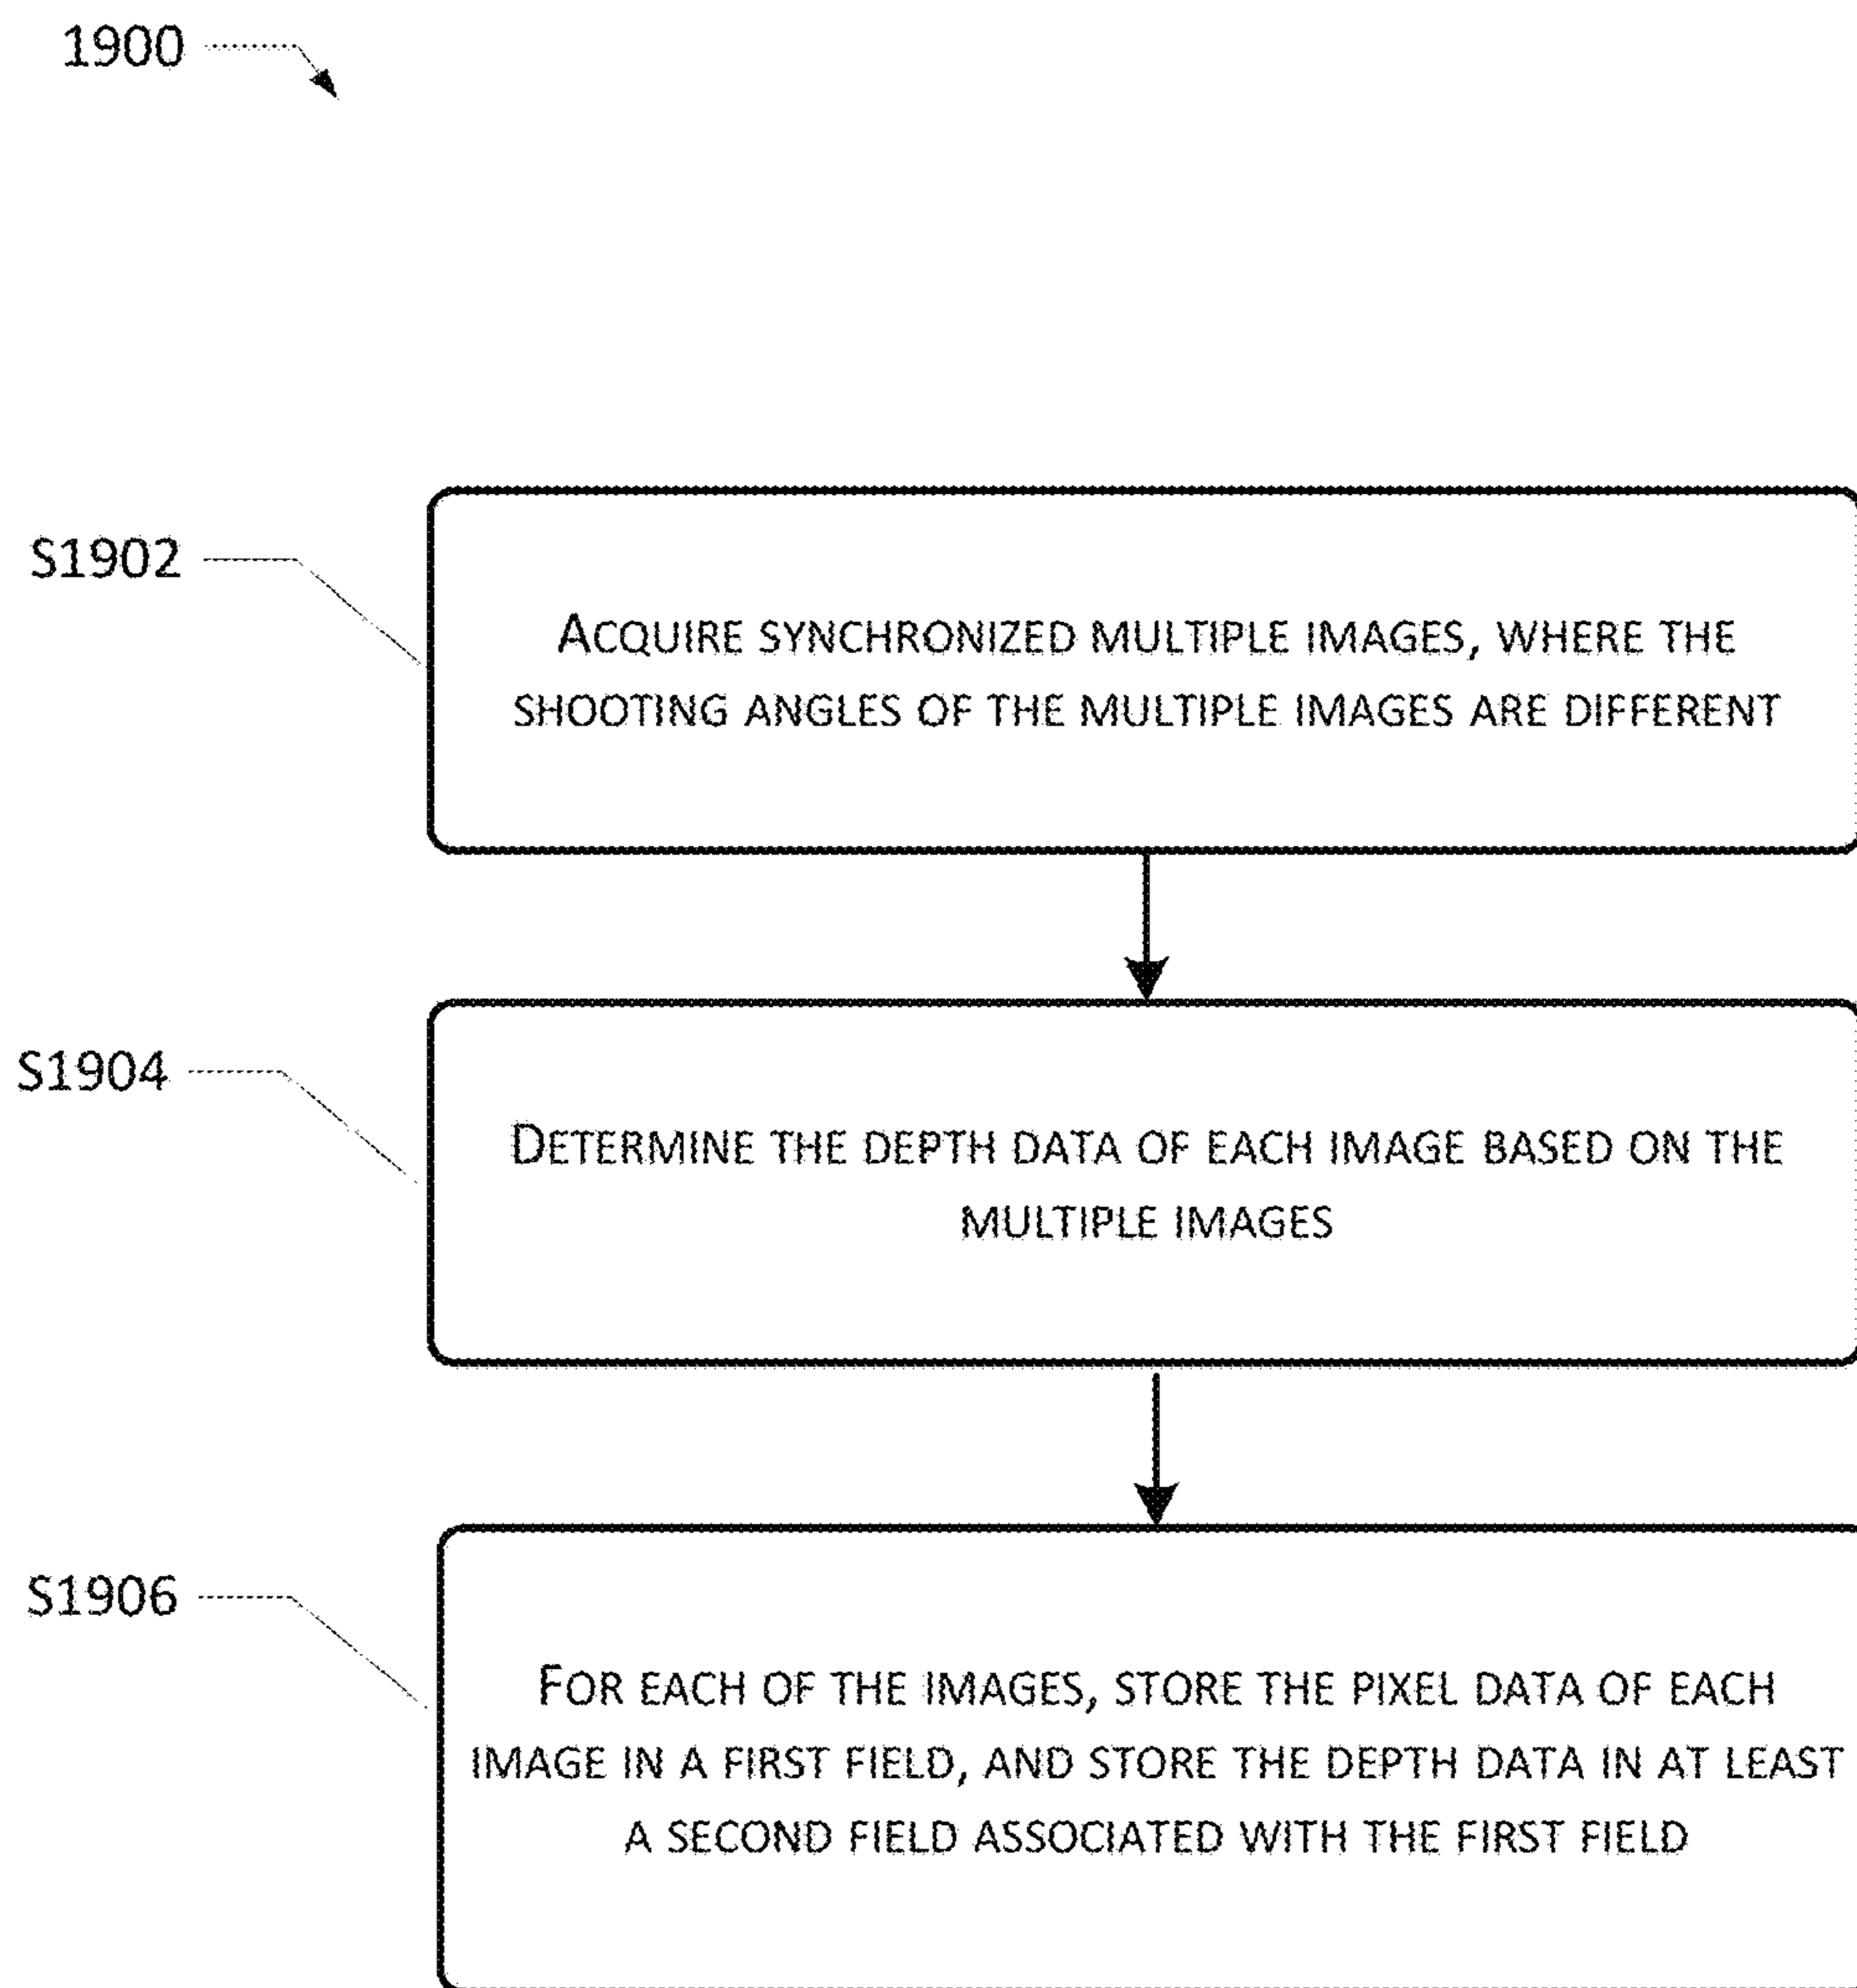 1900
S1902
ACQUIRE SYNCHRONIZED MULTIPLE IMAGES, WHERE THE
SHOOTING ANGLES OF THE MULTIPLE IMAGES ARE DIFFERENT
S1904
DETERMINE THE DEPTH DATA OF EACH IMAGE BASED ON THE
MULTIPLE IMAGES
S1906
FOR EACH OF THE IMAGES, STORE THE PIXEL DATA OF EACH
IMAGE IN A FIRST FIELD, AND STORE THE DEPTH DATA IN AT LEAST
A SECOND FIELD ASSOCIATED WITH THE FIRST FIELD